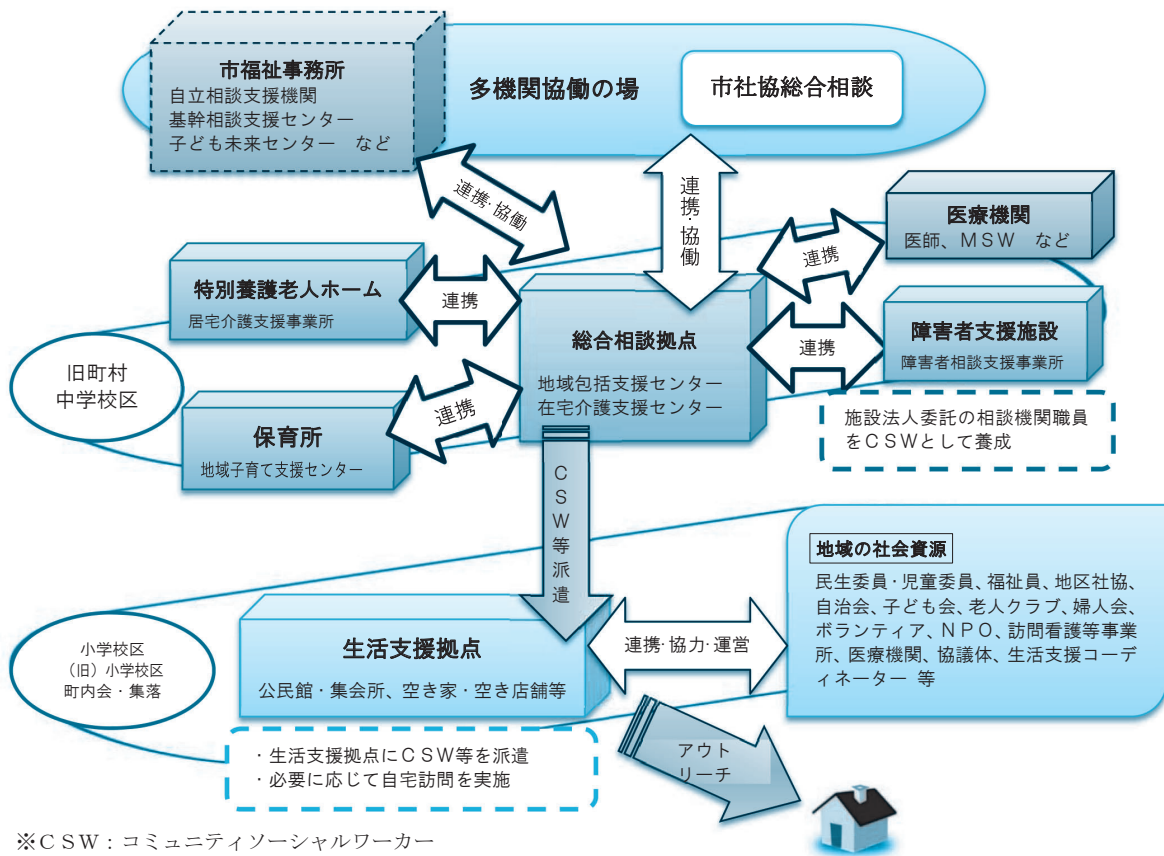 市福祉事務所
自立相談支援機関
基幹相談支援センター
子ども未来センター　など
多機関協働の場
市社協総合相談
連携・協働
連携・協働
医療機関
医師、ＭＳＷ　など
連携
特別養護老人ホーム
居宅介護支援事業所
連携
総合相談拠点
地域包括支援センター
在宅介護支援センター
連携
障害者支援施設
障害者相談支援事業所
旧町村
中学校区
保育所
地域子育て支援センター
連携
施設法人委託の相談機関職員
をＣＳＷとして養成
ＣＳＷ等派遣
地域の社会資源
民生委員・児童委員、福祉員、地区社協、
自治会、子ども会、老人クラブ、婦人会、
ボランティア、ＮＰＯ、訪問看護等事業
所、医療機関、協議体、生活支援コーデ
ィネーター 等
小学校区
（旧）小学校区
町内会・集落
生活支援拠点
公民館・集会所、空き家・空き店舗等
連携・協力・運営
・生活支援拠点にＣＳＷ等を派遣
・必要に応じて自宅訪問を実施
アウト
リーチ
※ＣＳＷ：コミュニティソーシャルワーカー